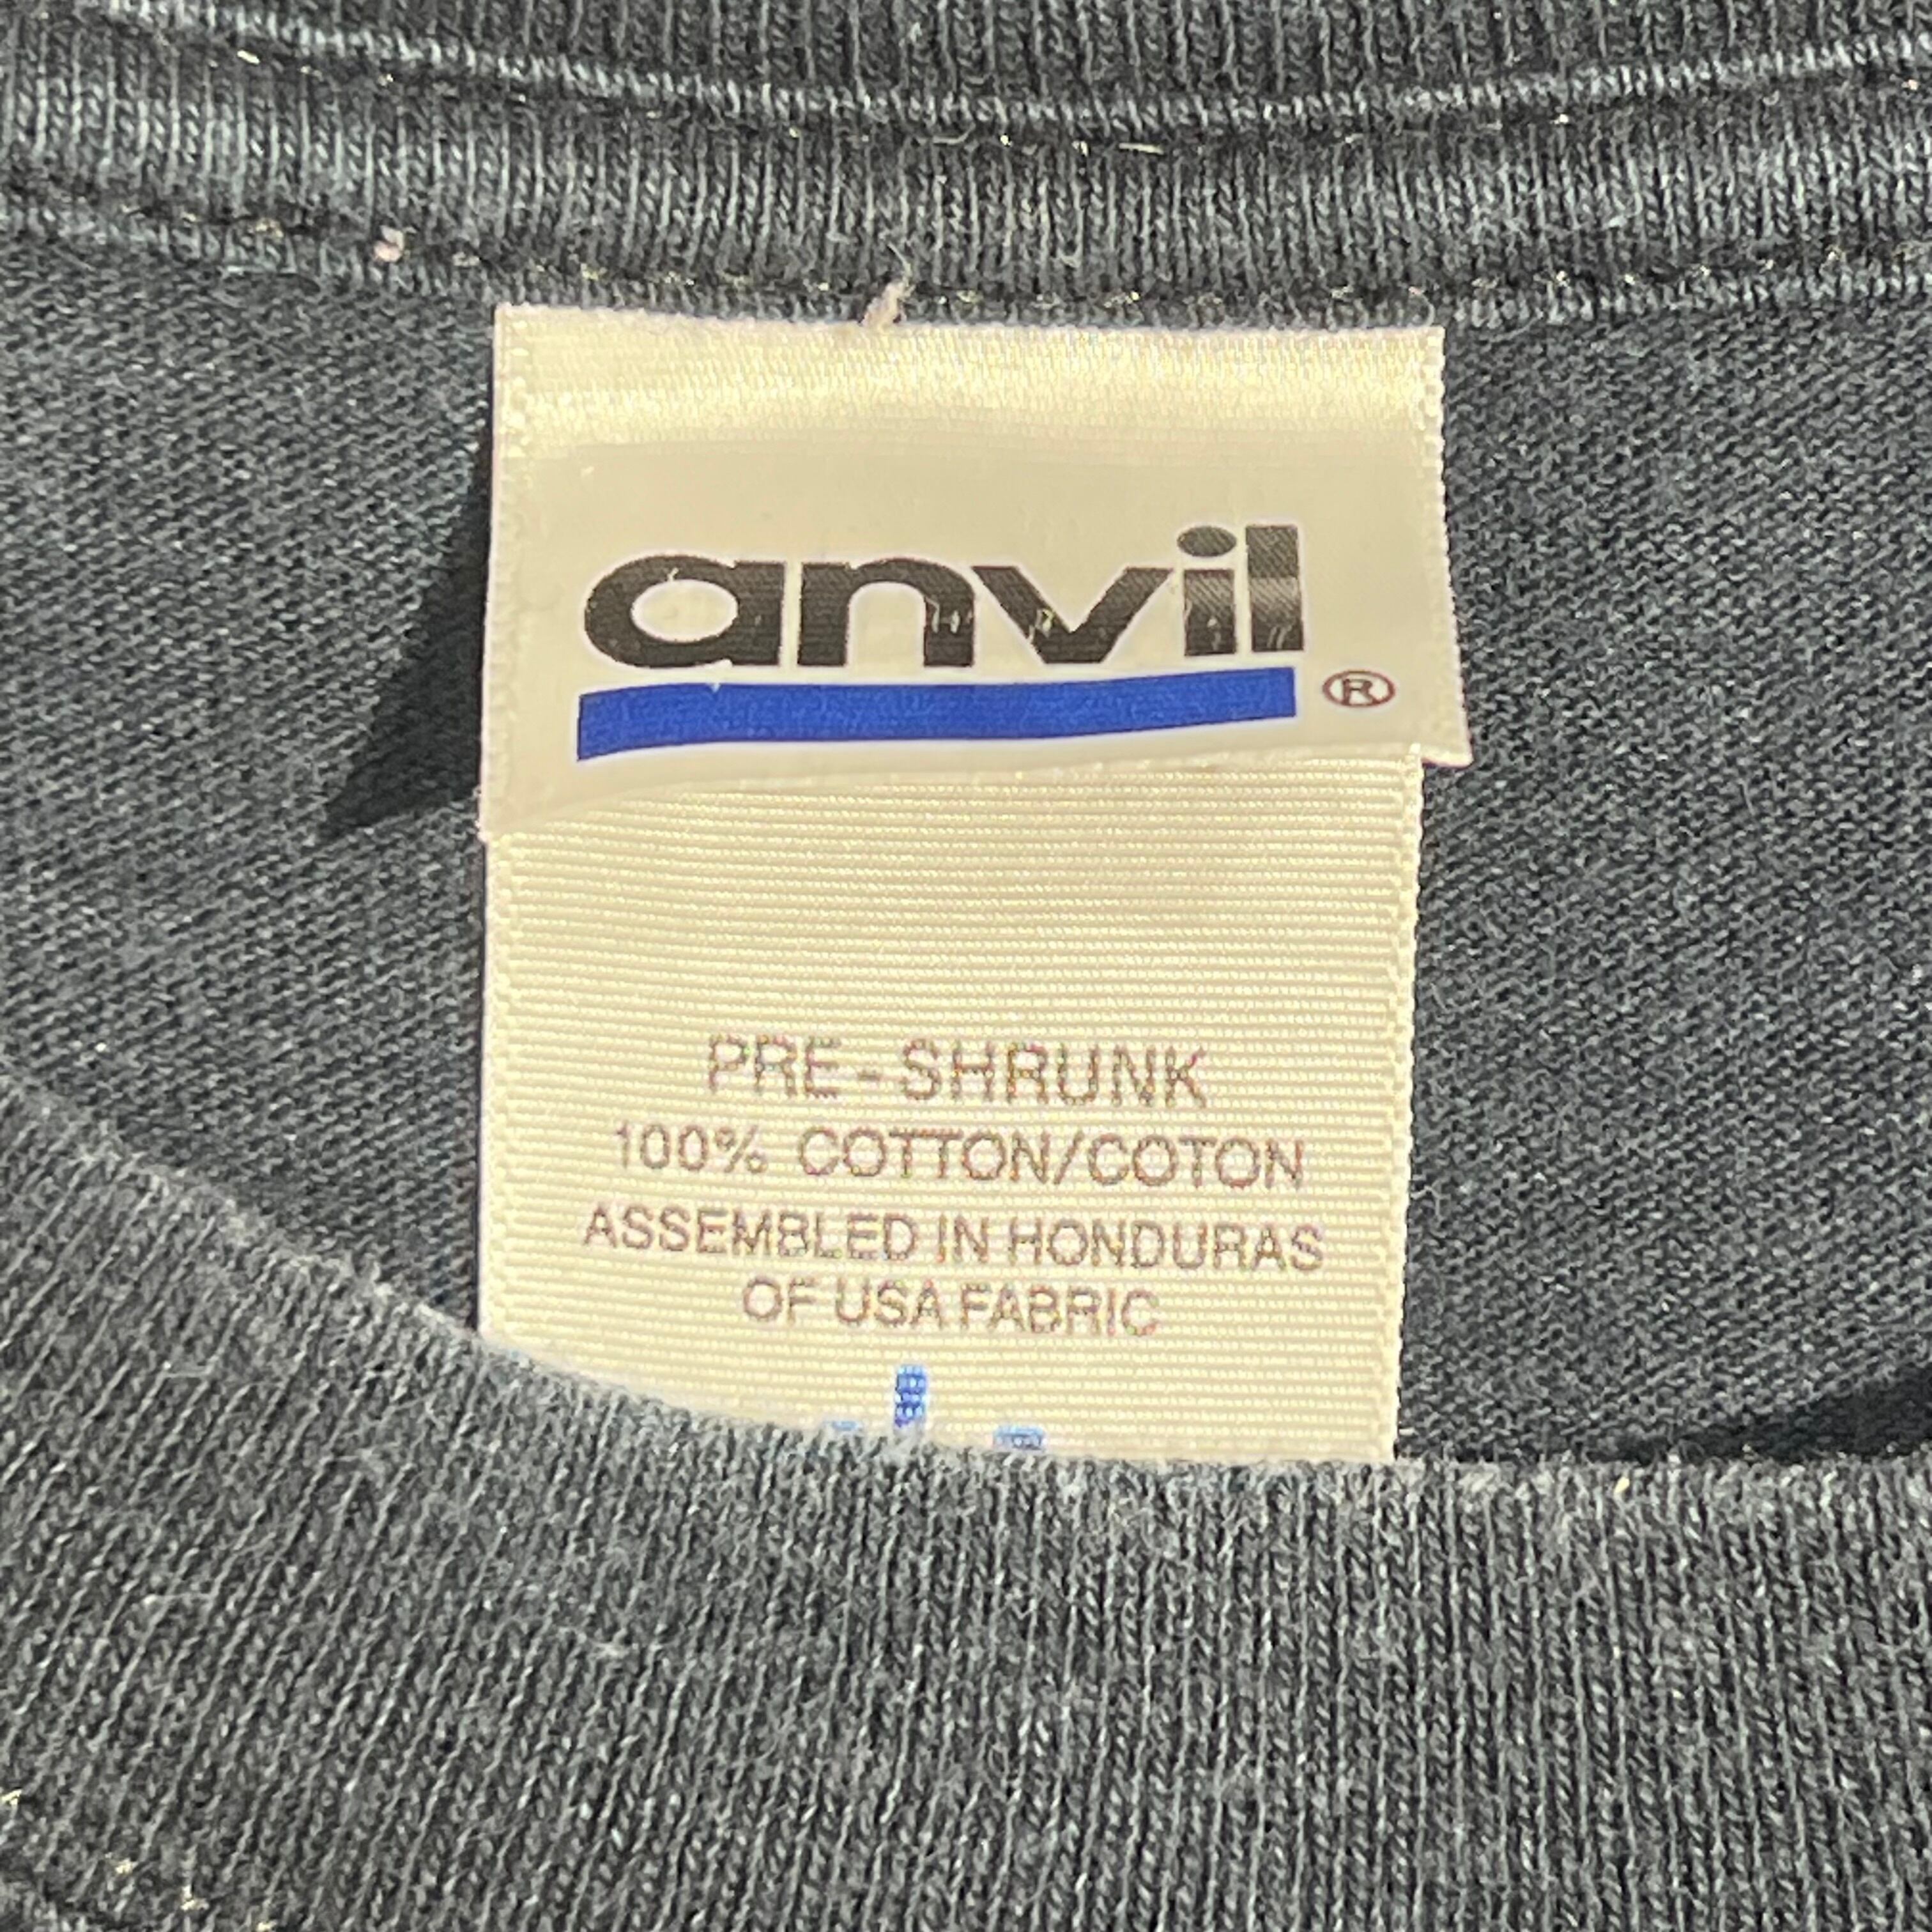 anvil®
PRE-SHRUNK
100% COTTON/COTON
ASSEMBLED IN HONDURAS
OF USA FABRIC